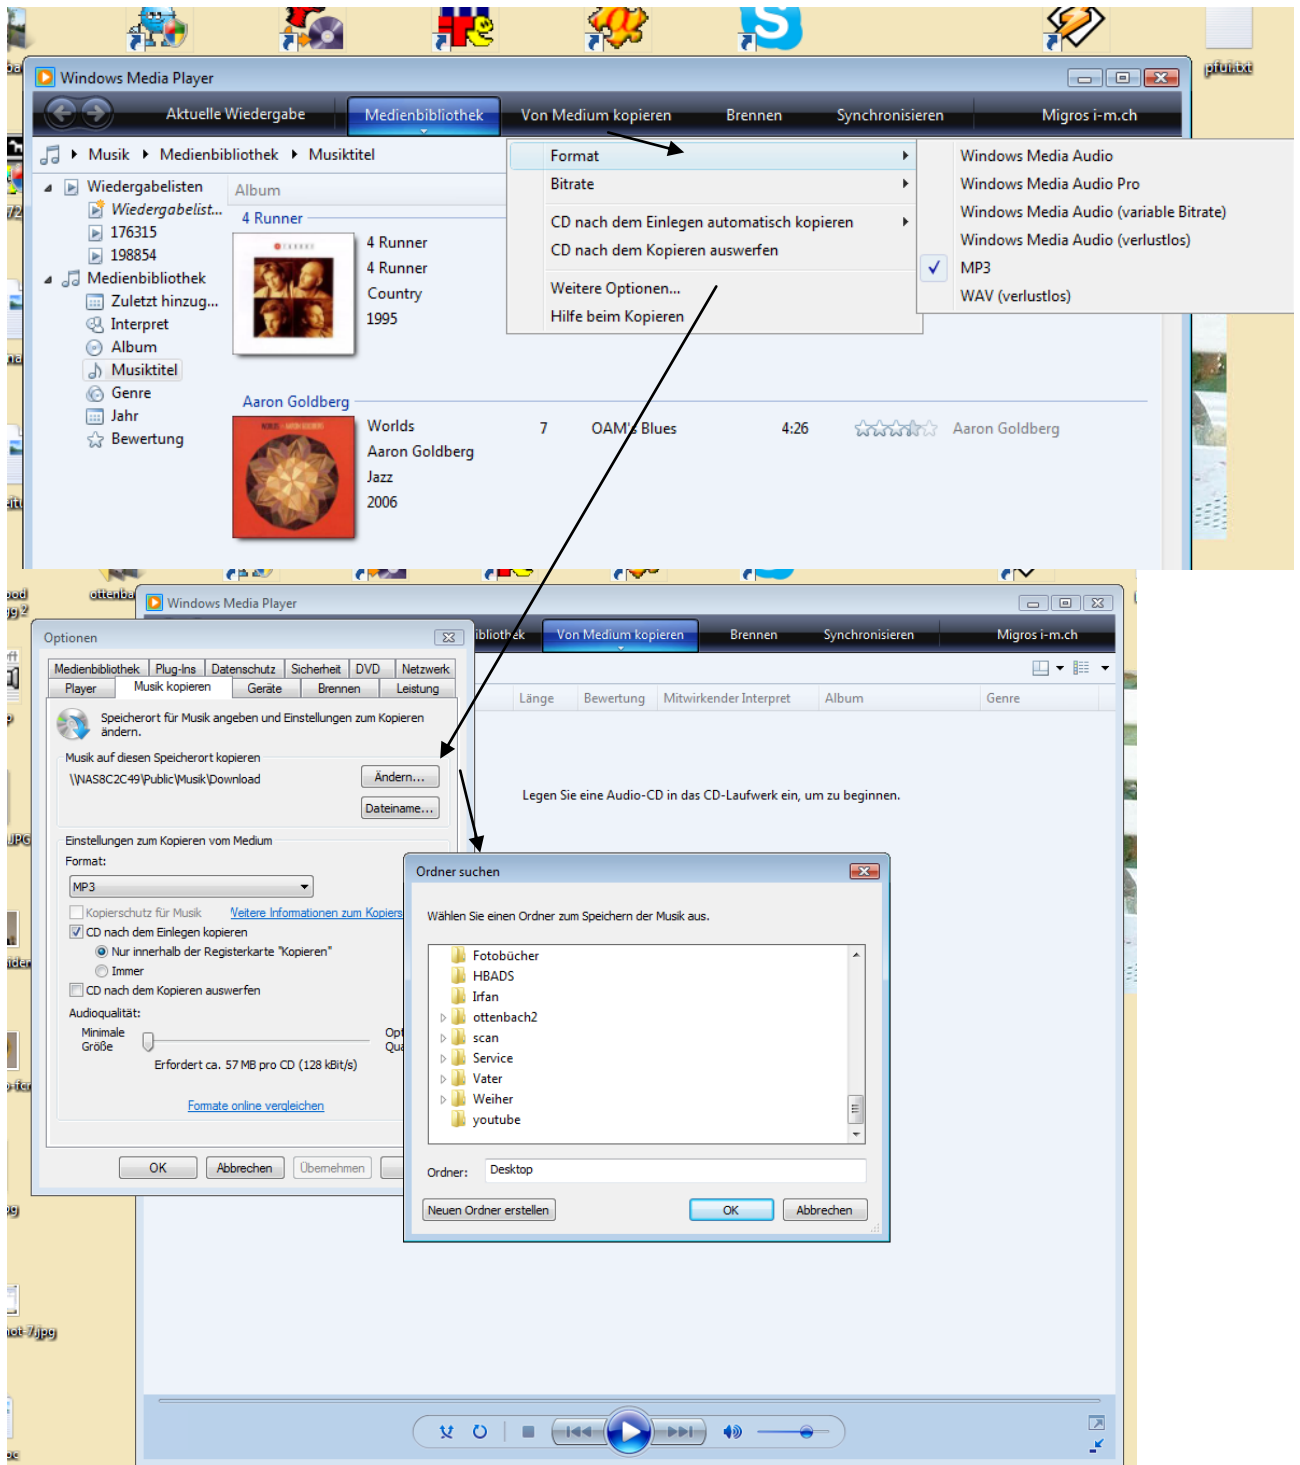 pfui.txt
Windows Media Player
Aktuelle Wiedergabe Medienbibliothek Von Medium kopieren Brennen Synchronisieren Migros i-m.ch
Musik Medienbibliothek Musiktitel
Wiedergabelisten
Wiedergabelist...
176315
198854
Medienbibliothek
Zuletzt hinzug...
Interpret
Album
Musiktitel
Genre
Jahr
Bewertung
Album
4 Runner
4 Runner
4 Runner
Country
1995
Aaron Goldberg
Worlds 7 OAM's Blues 4:26 Aaron Goldberg
Aaron Goldberg
Jazz
2006
Format
Bitrate
CD nach dem Einlegen automatisch kopieren
CD nach dem Kopieren auswerfen
Weitere Optionen...
Hilfe beim Kopieren
Windows Media Audio
Windows Media Audio Pro
Windows Media Audio (variable Bitrate)
Windows Media Audio (verlustlos)
MP3
WAV (verlustlos)
ottenba
Windows Media Player
ibliothek Von Medium kopieren Brennen Synchronisieren Migros i-m.ch
Länge Bewertung Mitwirkender Interpret Album Genre
Legen Sie eine Audio-CD in das CD-Laufwerk ein, um zu beginnen.
Optionen
Medienbibliothek Plug-Ins Datenschutz Sicherheit DVD Netzwerk
Player Musik kopieren Geräte Brennen Leistung
Speicherort für Musik angeben und Einstellungen zum Kopieren
ändern.
Musik auf diesen Speicherort kopieren
\\NAS8C2C49\Public\Musik\Download
Ändern...
Dateiname...
Einstellungen zum Kopieren vom Medium
Format:
MP3
Kopierschutz für Musik Weitere Informationen zum Kopiers
CD nach dem Einlegen kopieren
Nur innerhalb der Registerkarte "Kopieren"
Immer
CD nach dem Kopieren auswerfen
Audioqualität:
Minimale
Größe
Opt
Qua
Erfordert ca. 57 MB pro CD (128 kBit/s)
Formate online vergleichen
OK Abbrechen Übernehmen
Ordner suchen
Wählen Sie einen Ordner zum Speichern der Musik aus.
Fotobücher
HBADS
Irfan
ottenbach2
scan
Service
Vater
Weiher
youtube
Ordner: Desktop
Neuen Ordner erstellen OK Abbrechen
.JPG
not-7.jpg